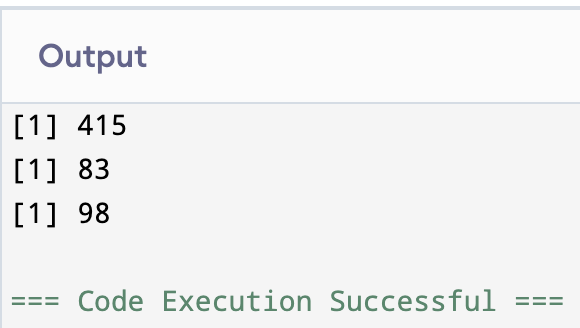 Output
[1] 415
[1] 83
[1] 98
=== Code Execution Successful ===